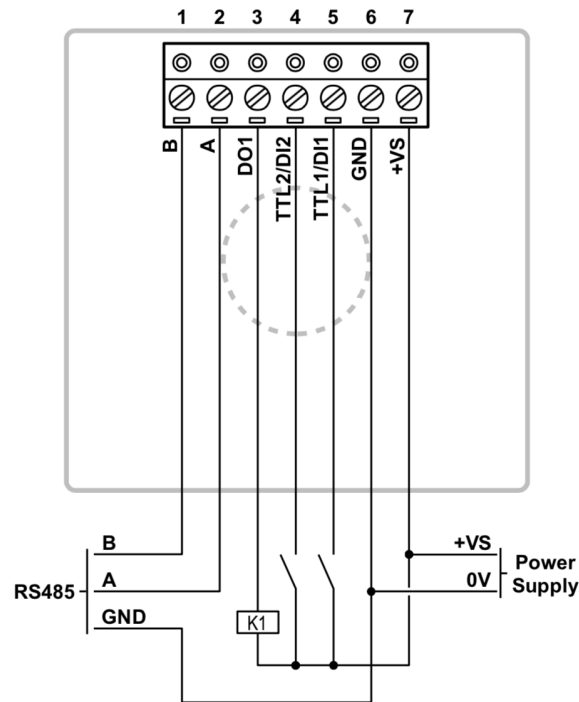 1 2 3 4 5 6 7
B
A
DO1
TTL2/DI2
TTL1/DI1
GND
+VS
B
A
RS485
GND
K1
+VS
0V
Power
Supply